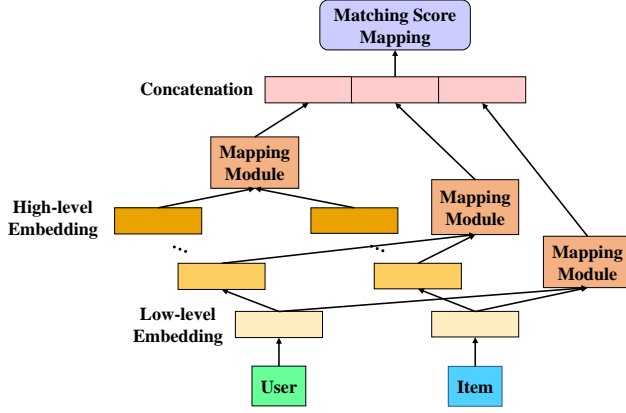 Matching Score
Mapping
Concatenation
Mapping
Module
Mapping
Module
High-level
Embedding
Mapping
Module
Low-level
Embedding
User
Item